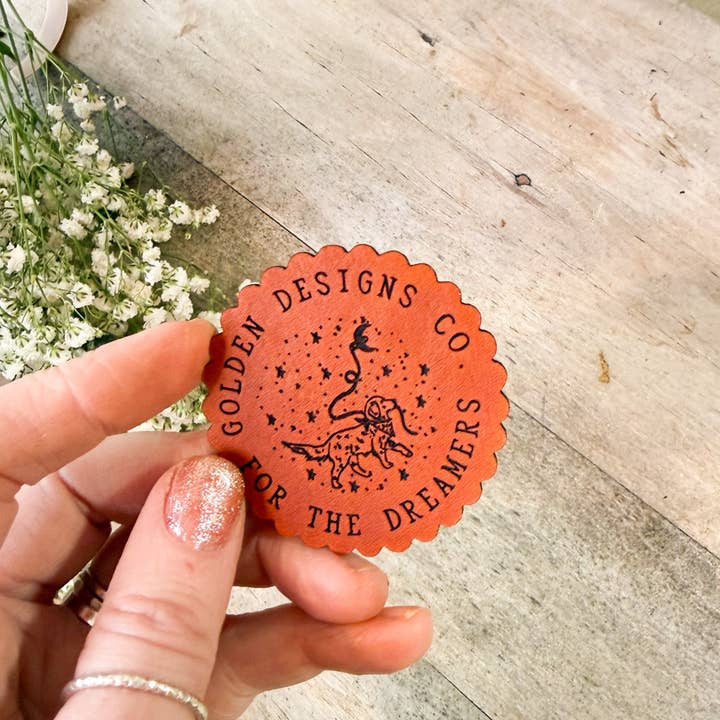 GOLDEN DESIGNS CO.
FOR THE DREAMERS